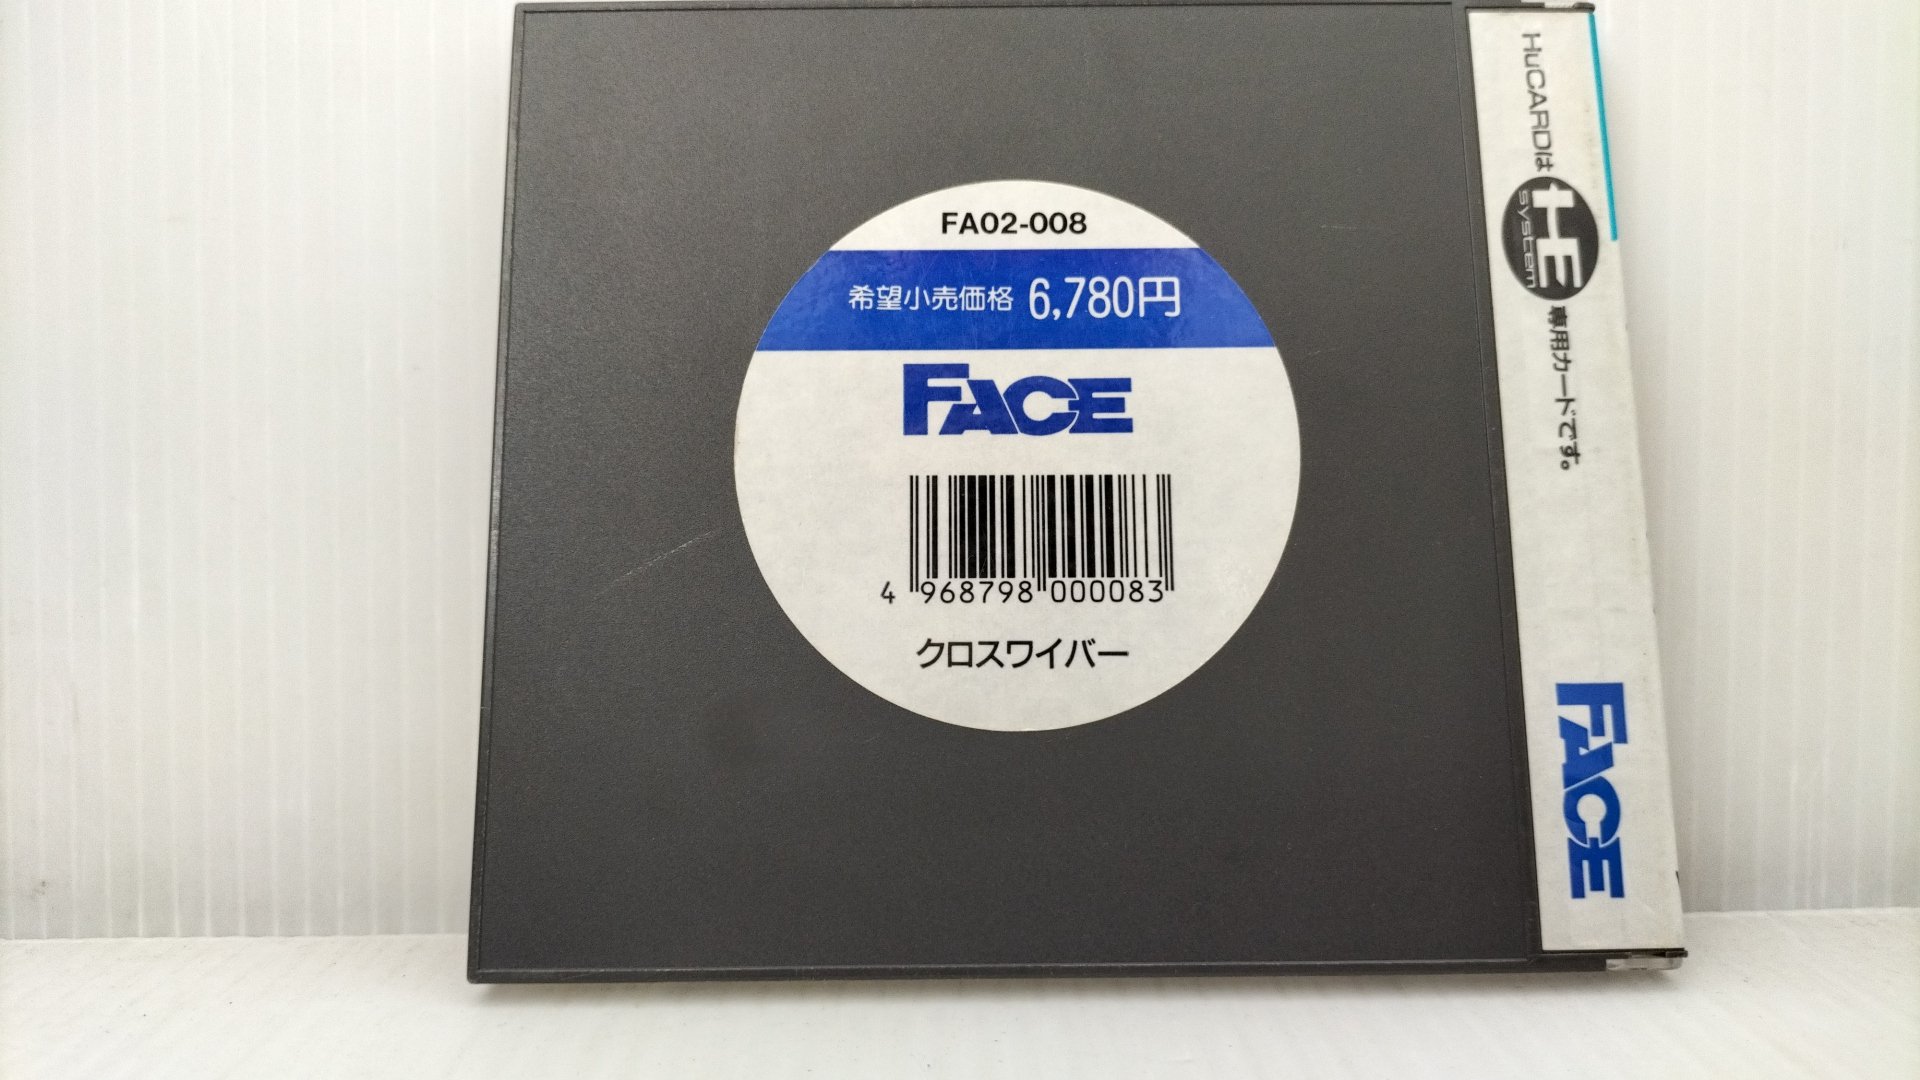 FA02-008
希望小売価格 6,780円
FACE
4 968798 000083
クロスワイバー
HuCARDは HE system 専用カードです。
FACE